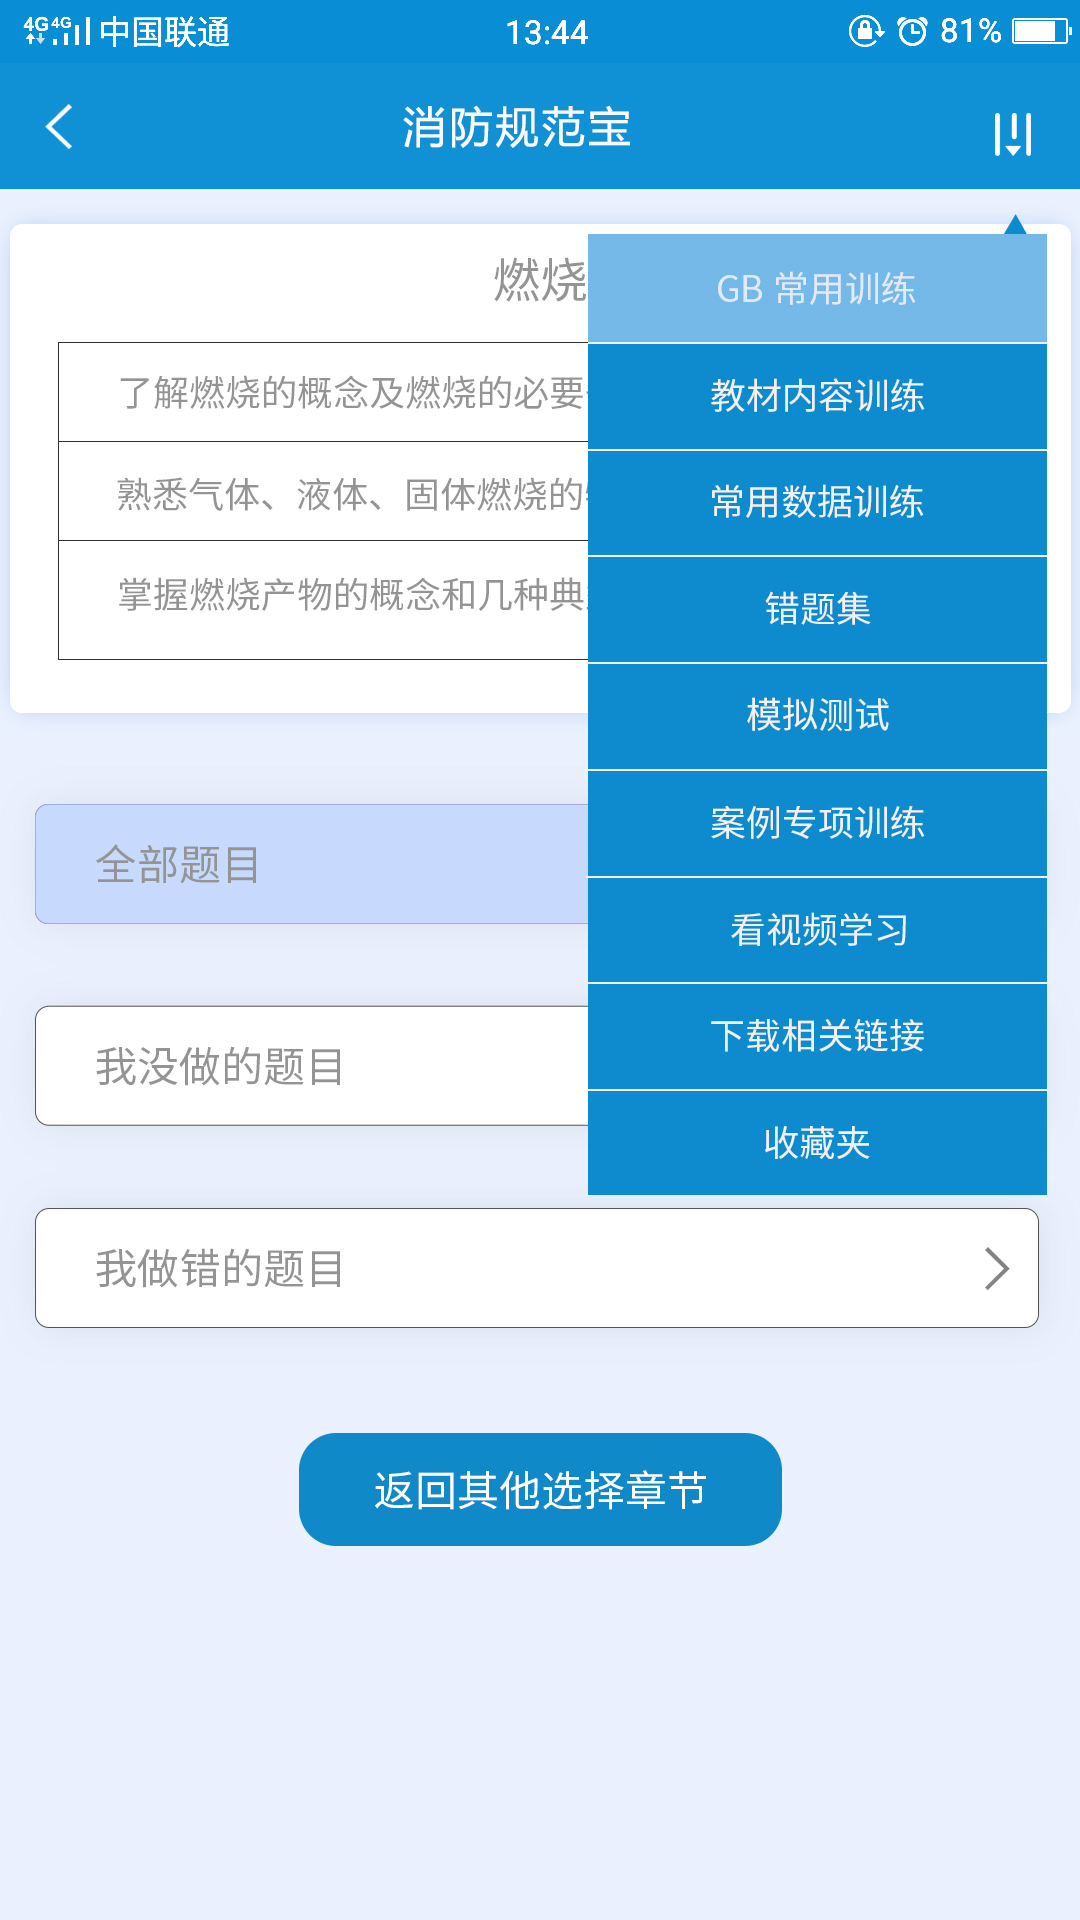 4G 4G 中国联通 13:44 81%
消防规范宝
燃烧
了解燃烧的概念及燃烧的必要
熟悉气体、液体、固体燃烧的
掌握燃烧产物的概念和几种典
GB 常用训练
教材内容训练
常用数据训练
错题集
模拟测试
案例专项训练
看视频学习
下载相关链接
收藏夹
全部题目
我没做的题目
我做错的题目
返回其他选择章节